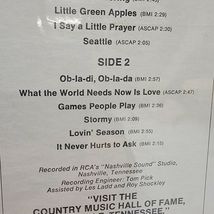 Little Green Apples (BMI 2:29)
I Say a Little Prayer (ASCAP 2:30)
Seattle (ASCAP 2:05)
SIDE 2
Ob-la-di, Ob-la-da (BMI 2:57)
What the World Needs Now Is Love (ASCAP 2:47)
Games People Play (BMI 2:36)
Stormy (BMI 2:09)
Lovin' Season (BMI 2:15)
It Never Hurts to Ask (BMI 2:55)
Recorded in RCA's "Nashville Sound" Studio,
Nashville, Tennessee
Recording Engineer: Tom Pick
Assisted by Les Ladd and Roy Shockley
"VISIT THE
COUNTRY MUSIC HALL OF FAME,